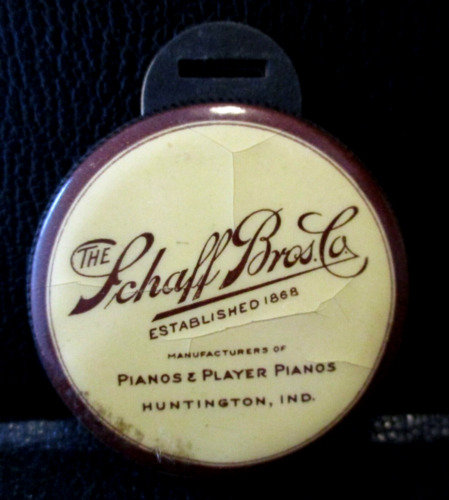 THE Schaff Bros. Co.
ESTABLISHED 1868
MANUFACTURERS OF
PIANOS & PLAYER PIANOS
HUNTINGTON, IND.